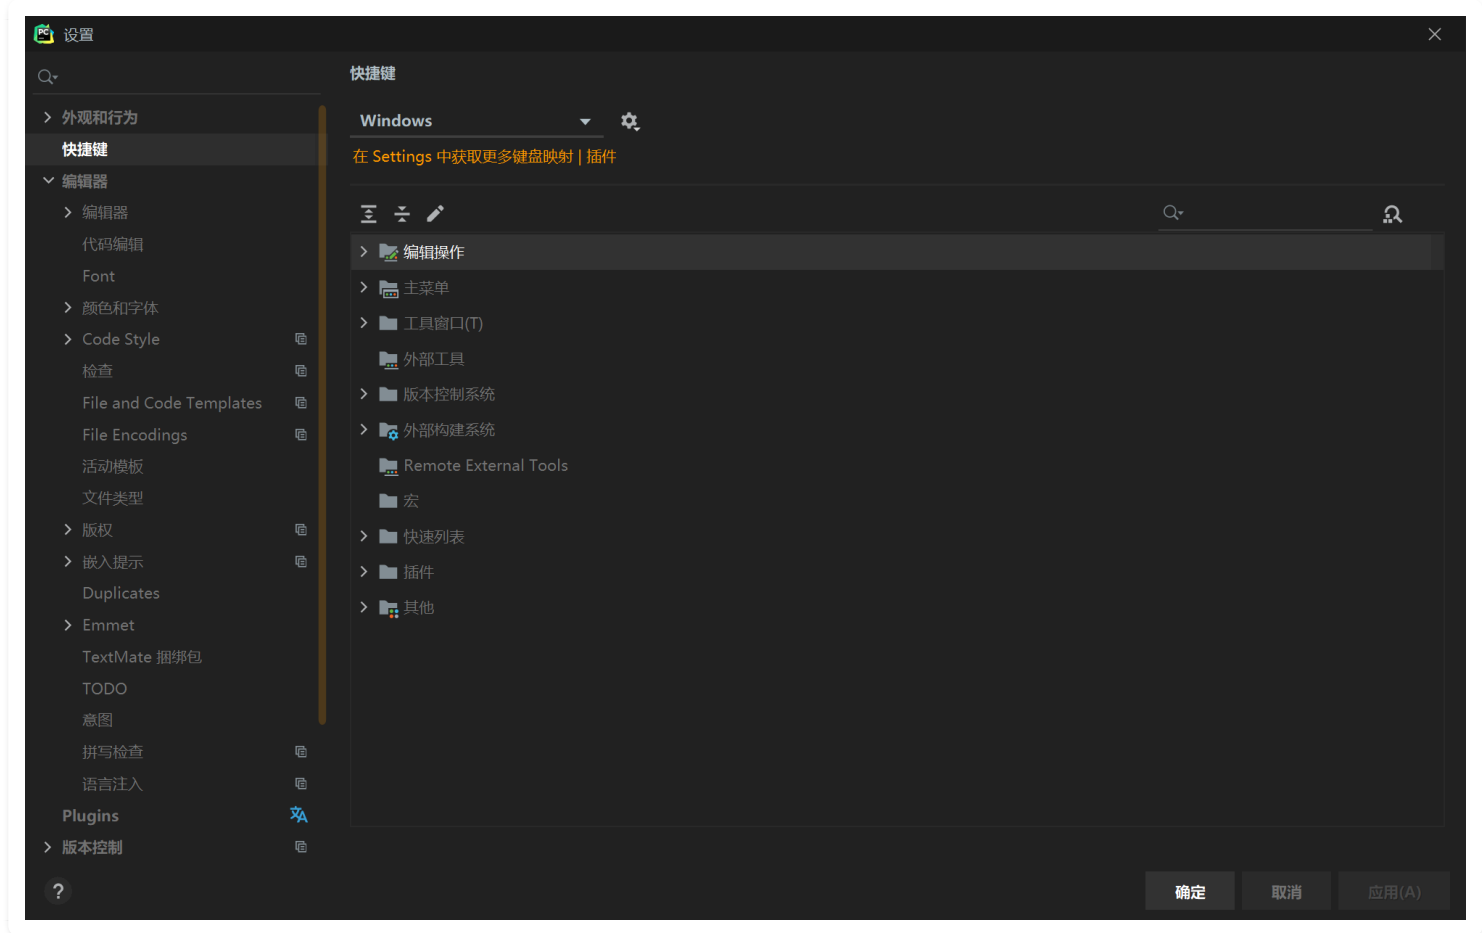 PC 设置
快捷键
外观和行为
快捷键
编辑器
编辑器
代码编辑
Font
颜色和字体
Code Style
检查
File and Code Templates
File Encodings
活动模板
文件类型
版权
嵌入提示
Duplicates
Emmet
TextMate 捆绑包
TODO
意图
拼写检查
语言注入
Plugins
版本控制
?
Windows
在 Settings 中获取更多键盘映射 | 插件
编辑操作
主菜单
工具窗口(T)
外部工具
版本控制系统
外部构建系统
Remote External Tools
宏
快速列表
插件
其他
确定 取消 应用(A)